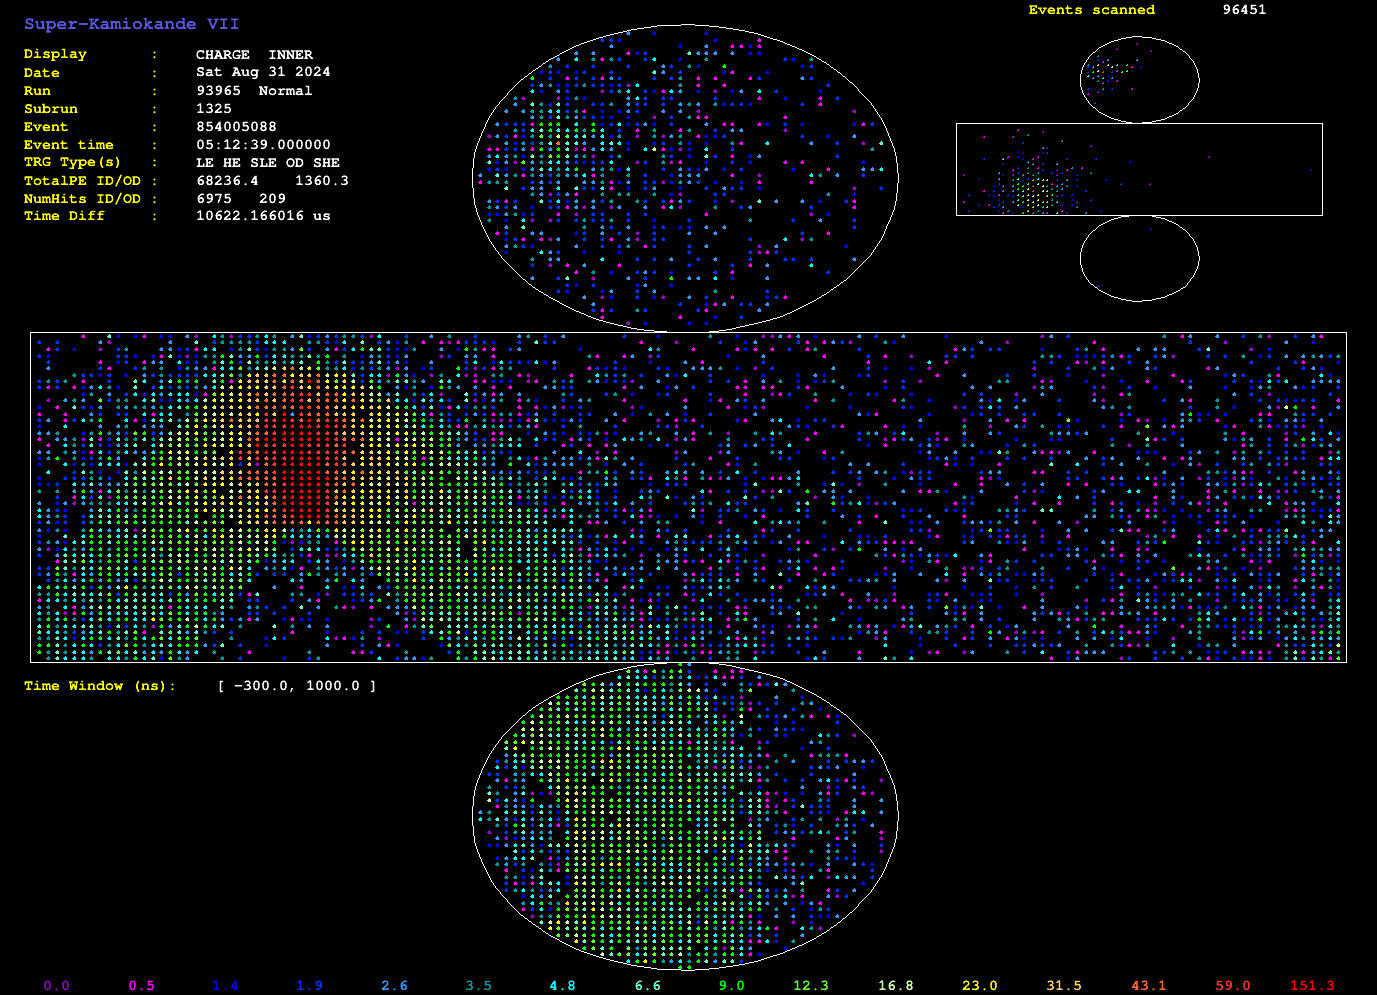 Super-Kamiokande VII
Events scanned 96451
Display : CHARGE INNER
Date : Sat Aug 31 2024
Run : 93965 Normal
Subrun : 1325
Event : 854005088
Event time : 05:12:39.000000
TRG Type(s) : LE HE SLE OD SHE
TotalPE ID/OD : 68236.4 1360.3
NumHits ID/OD : 6975 209
Time Diff : 10622.166016 us
Time Window (ns): [ -300.0, 1000.0 ]
0.0 0.5 1.4 1.9 2.6 3.5 4.8 6.6 9.0 12.3 16.8 23.0 31.5 43.1 59.0 151.3